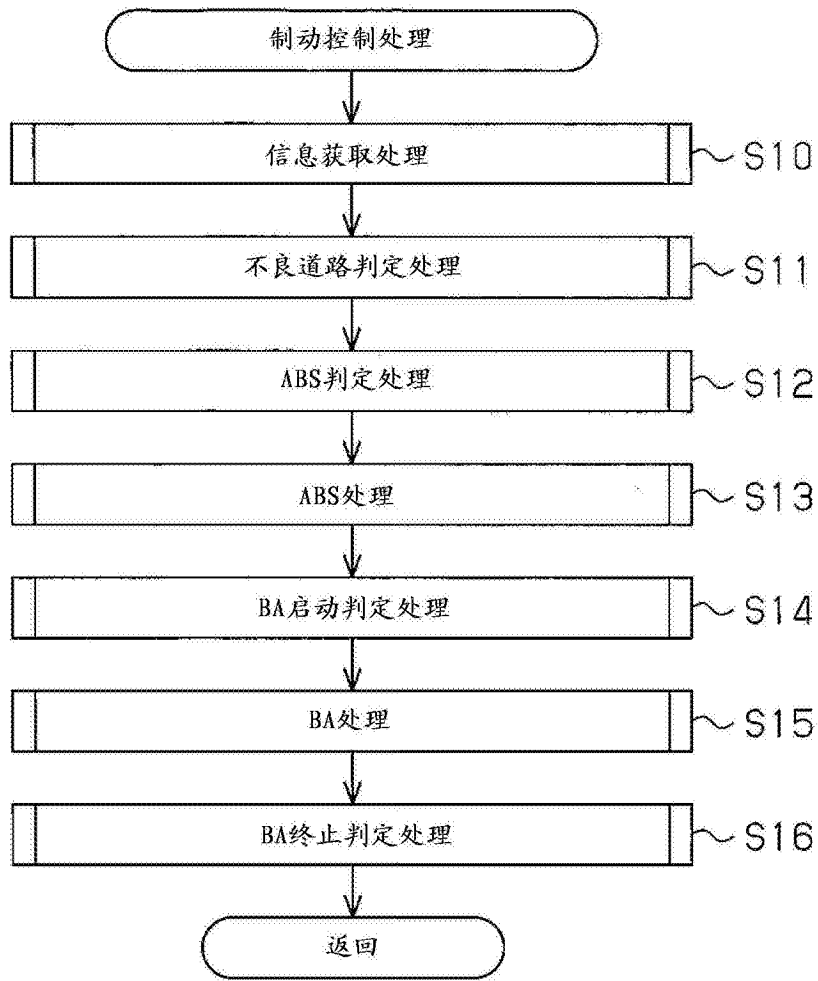 制动控制处理
信息获取处理 S10
不良道路判定处理 S11
ABS判定处理 S12
ABS处理 S13
BA启动判定处理 S14
BA处理 S15
BA终止判定处理 S16
返回